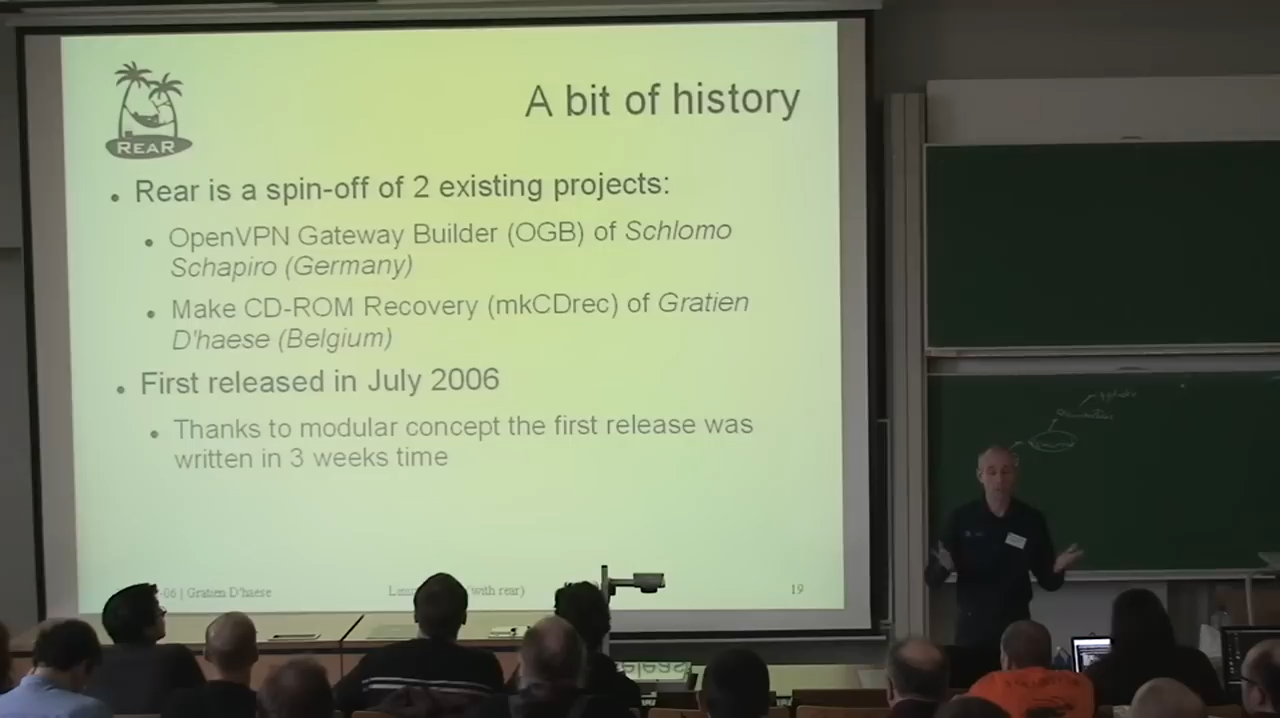 REAR
A bit of history
Rear is a spin-off of 2 existing projects:
OpenVPN Gateway Builder (OGB) of Schlomo
Schapiro (Germany)
Make CD-ROM Recovery (mkCDrec) of Gratien
D'haese (Belgium)
First released in July 2006
Thanks to modular concept the first release was
written in 3 weeks time
-06 | Gratien D'haese
with rear)
19